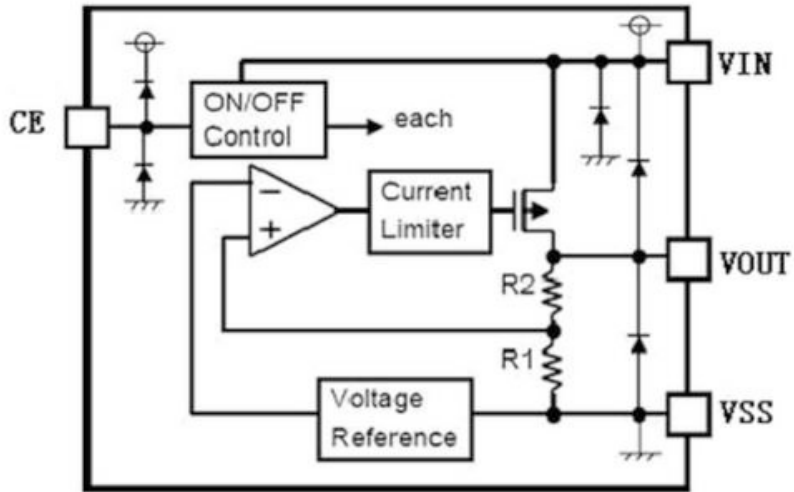 VIN
CE
ON/OFF
Control
each
−
+
Current
Limiter
VOUT
R2
R1
Voltage
Reference
VSS